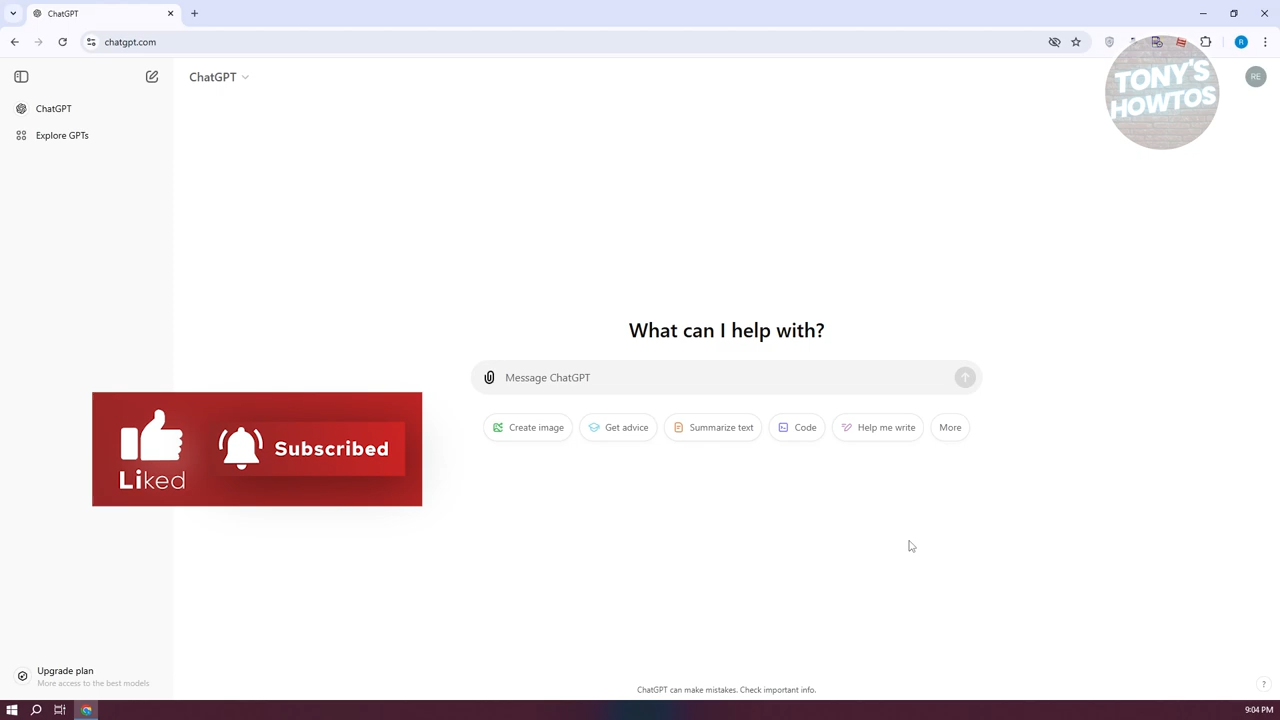 ChatGPT
chatgpt.com
R
ChatGPT
TONY'S
HOWTOS
RE
ChatGPT
Explore GPTs
What can I help with?
Message ChatGPT
Create image
Get advice
Summarize text
Code
Help me write
More
Liked
Subscribed
Upgrade plan
More access to the best models
ChatGPT can make mistakes. Check important info.
?
9:04 PM